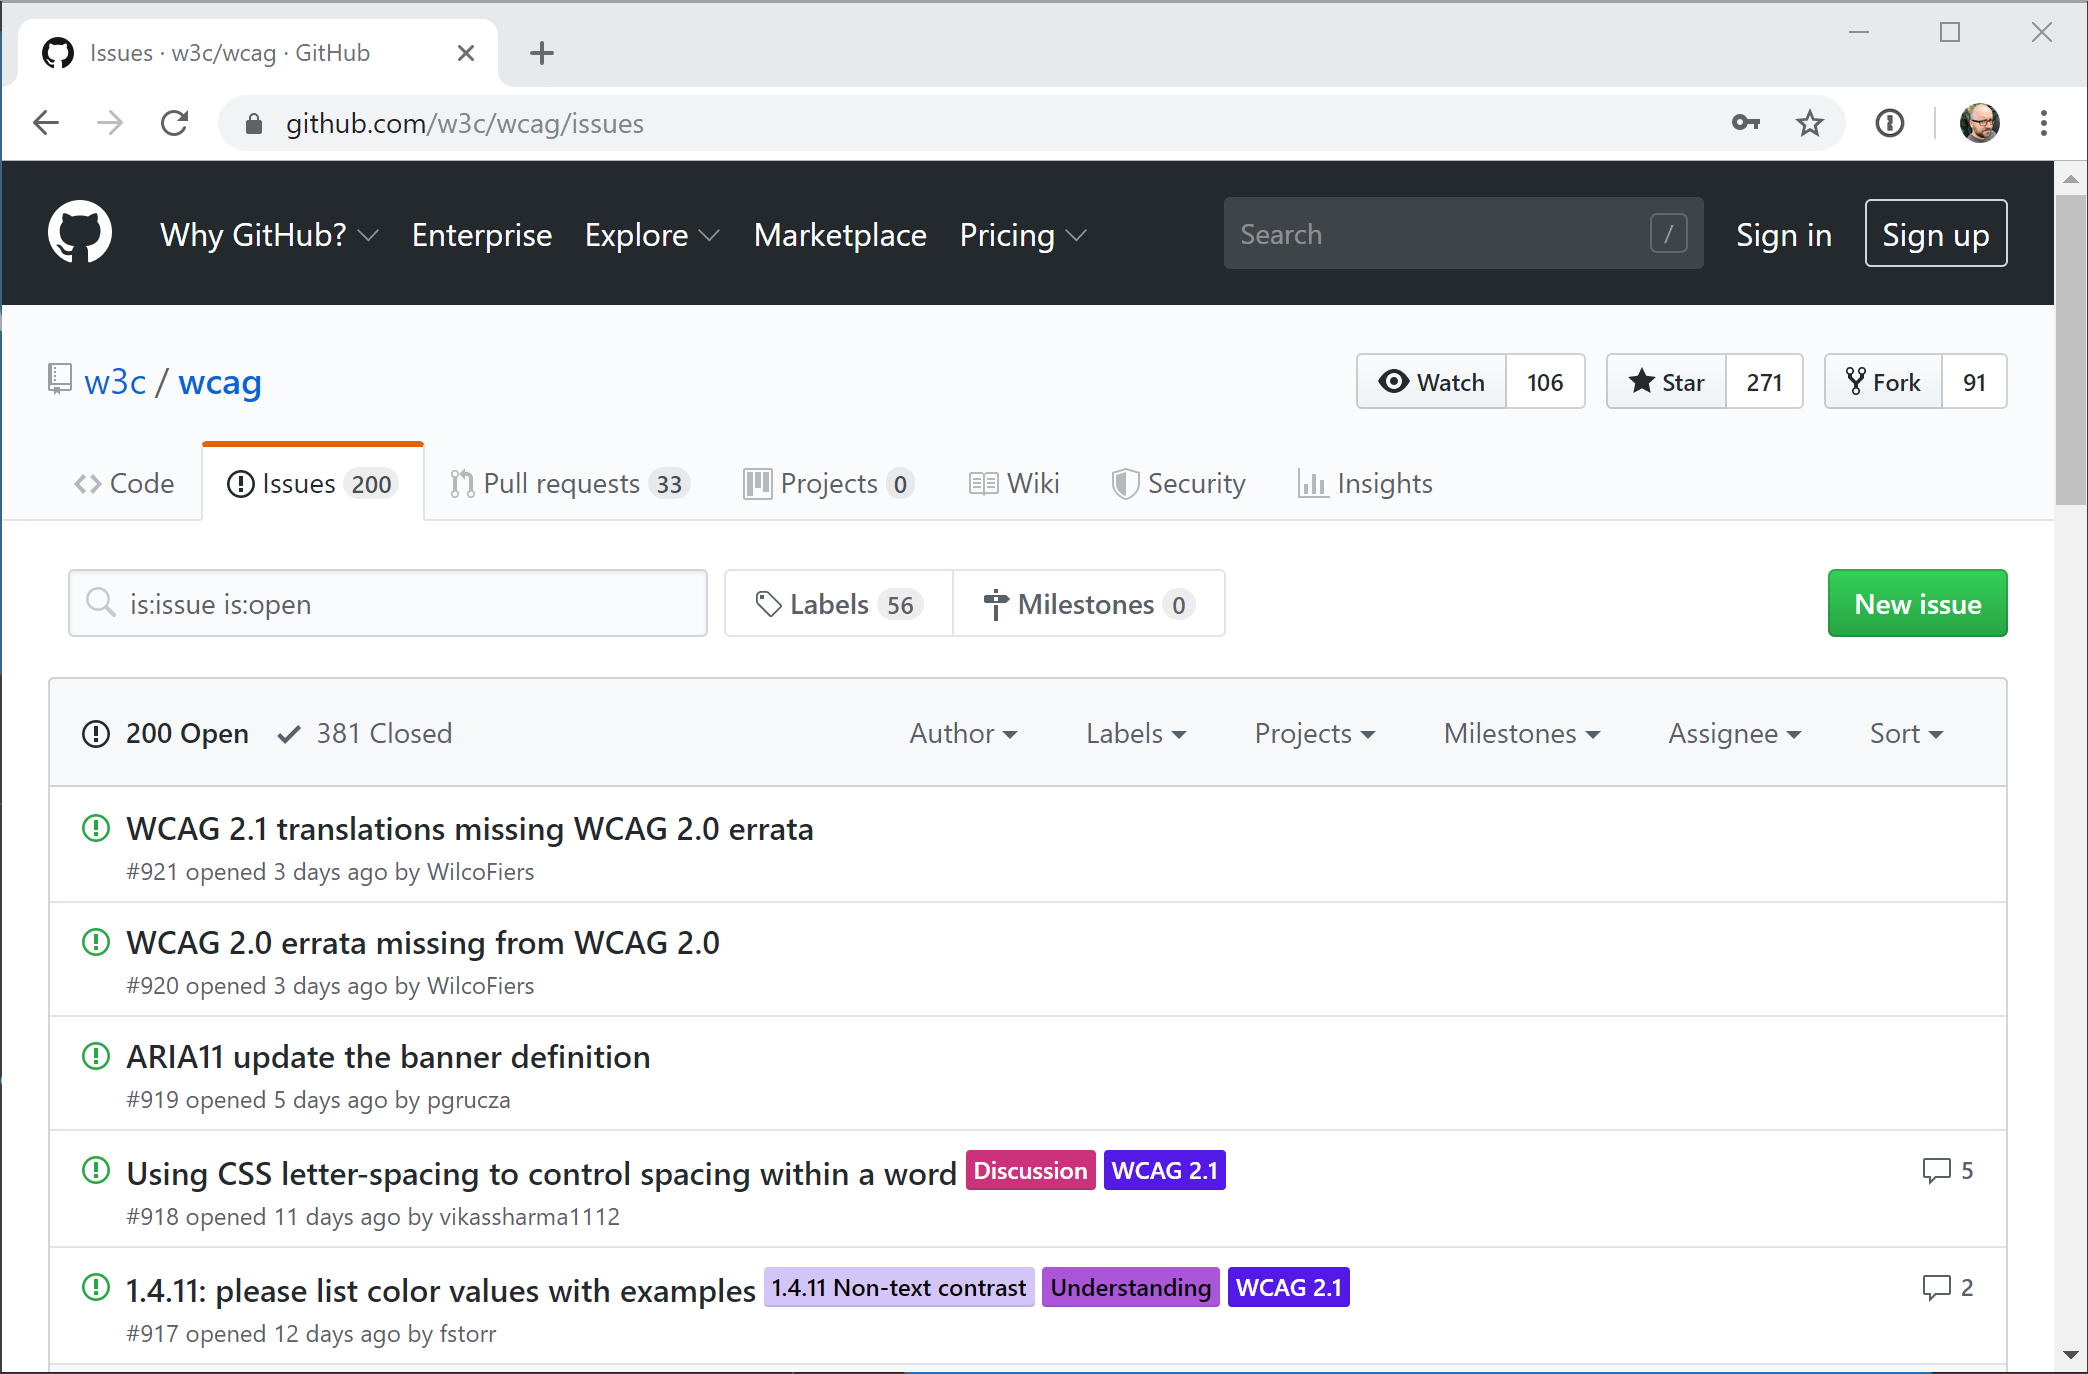 Issues · w3c/wcag · GitHub
github.com/w3c/wcag/issues
Why GitHub? Enterprise Explore Marketplace Pricing Search / Sign in Sign up
w3c / wcag Watch 106 Star 271 Fork 91
Code Issues 200 Pull requests 33 Projects 0 Wiki Security Insights
is:issue is:open Labels 56 Milestones 0 New issue
200 Open 381 Closed Author Labels Projects Milestones Assignee Sort
WCAG 2.1 translations missing WCAG 2.0 errata
#921 opened 3 days ago by WilcoFiers
WCAG 2.0 errata missing from WCAG 2.0
#920 opened 3 days ago by WilcoFiers
ARIA11 update the banner definition
#919 opened 5 days ago by pgrucza
Using CSS letter-spacing to control spacing within a word Discussion WCAG 2.1 5
#918 opened 11 days ago by vikassharma1112
1.4.11: please list color values with examples 1.4.11 Non-text contrast Understanding WCAG 2.1 2
#917 opened 12 days ago by fstorr